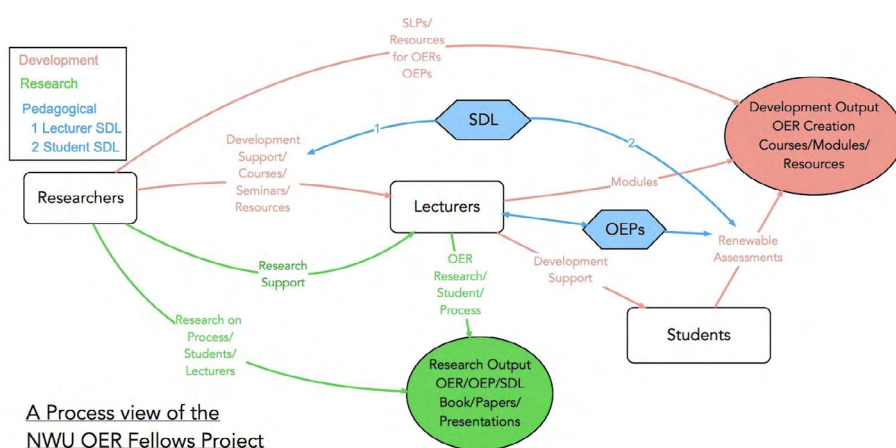 SLPs/
Resources
for OERs
OEPs
Development
Research
Pedagogical
1 Lecturer SDL
2 Student SDL
SDL
1
2
Development Output
OER Creation
Courses/Modules/
Resources
Development
Support/
Courses/
Seminars/
Resources
Researchers
Lecturers
Modules
OEPs
Renewable
Assessments
Research
Support
OER
Research/
Student/
Process
Development
Support
Students
Research on
Process/
Students/
Lecturers
Research Output
OER/OEP/SDL
Book/Papers/
Presentations
A Process view of the
NWU OER Fellows Project